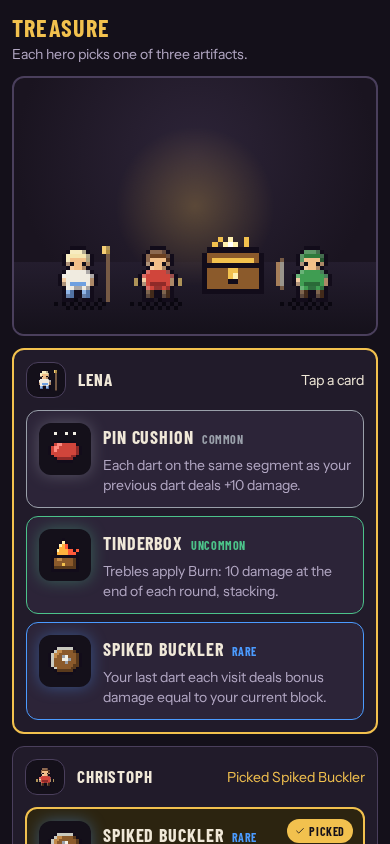 TREASURE
Each hero picks one of three artifacts.
LENA
Tap a card
PIN CUSHION COMMON
Each dart on the same segment as your
previous dart deals +10 damage.
TINDERBOX UNCOMMON
Trebles apply Burn: 10 damage at the
end of each round, stacking.
SPIKED BUCKLER RARE
Your last dart each visit deals bonus
damage equal to your current block.
CHRISTOPH
Picked Spiked Buckler
SPIKED BUCKLER RARE
PICKED